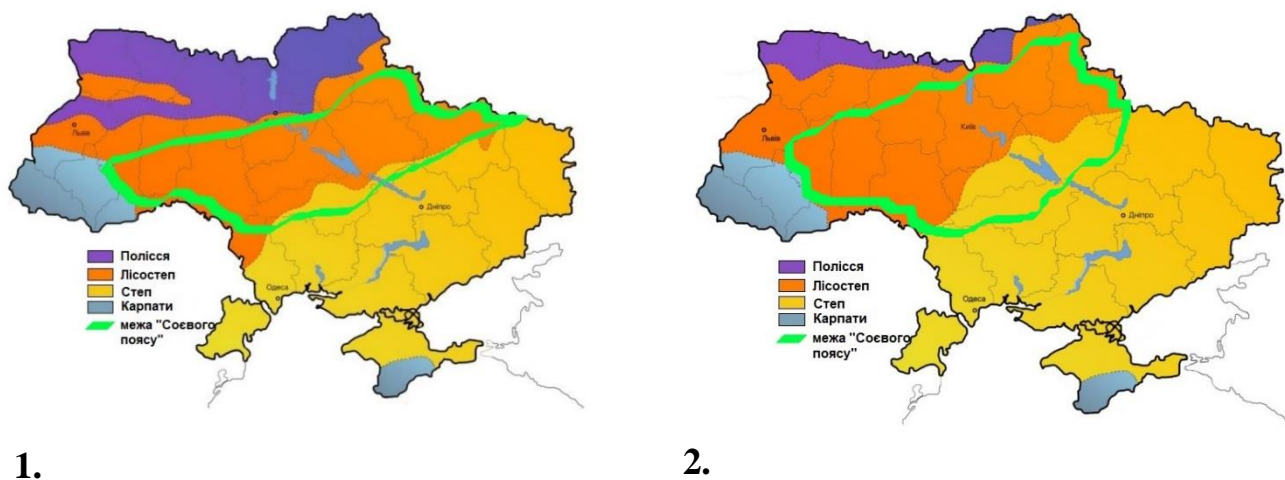 Львів
Дніпро
Одеса
Полісся
Лісостеп
Степ
Карпати
межа "Соєвого
поясу"
1.
Львів
Київ
Дніпро
Одеса
Полісся
Лісостеп
Степ
Карпати
межа "Соєвого
поясу"
2.